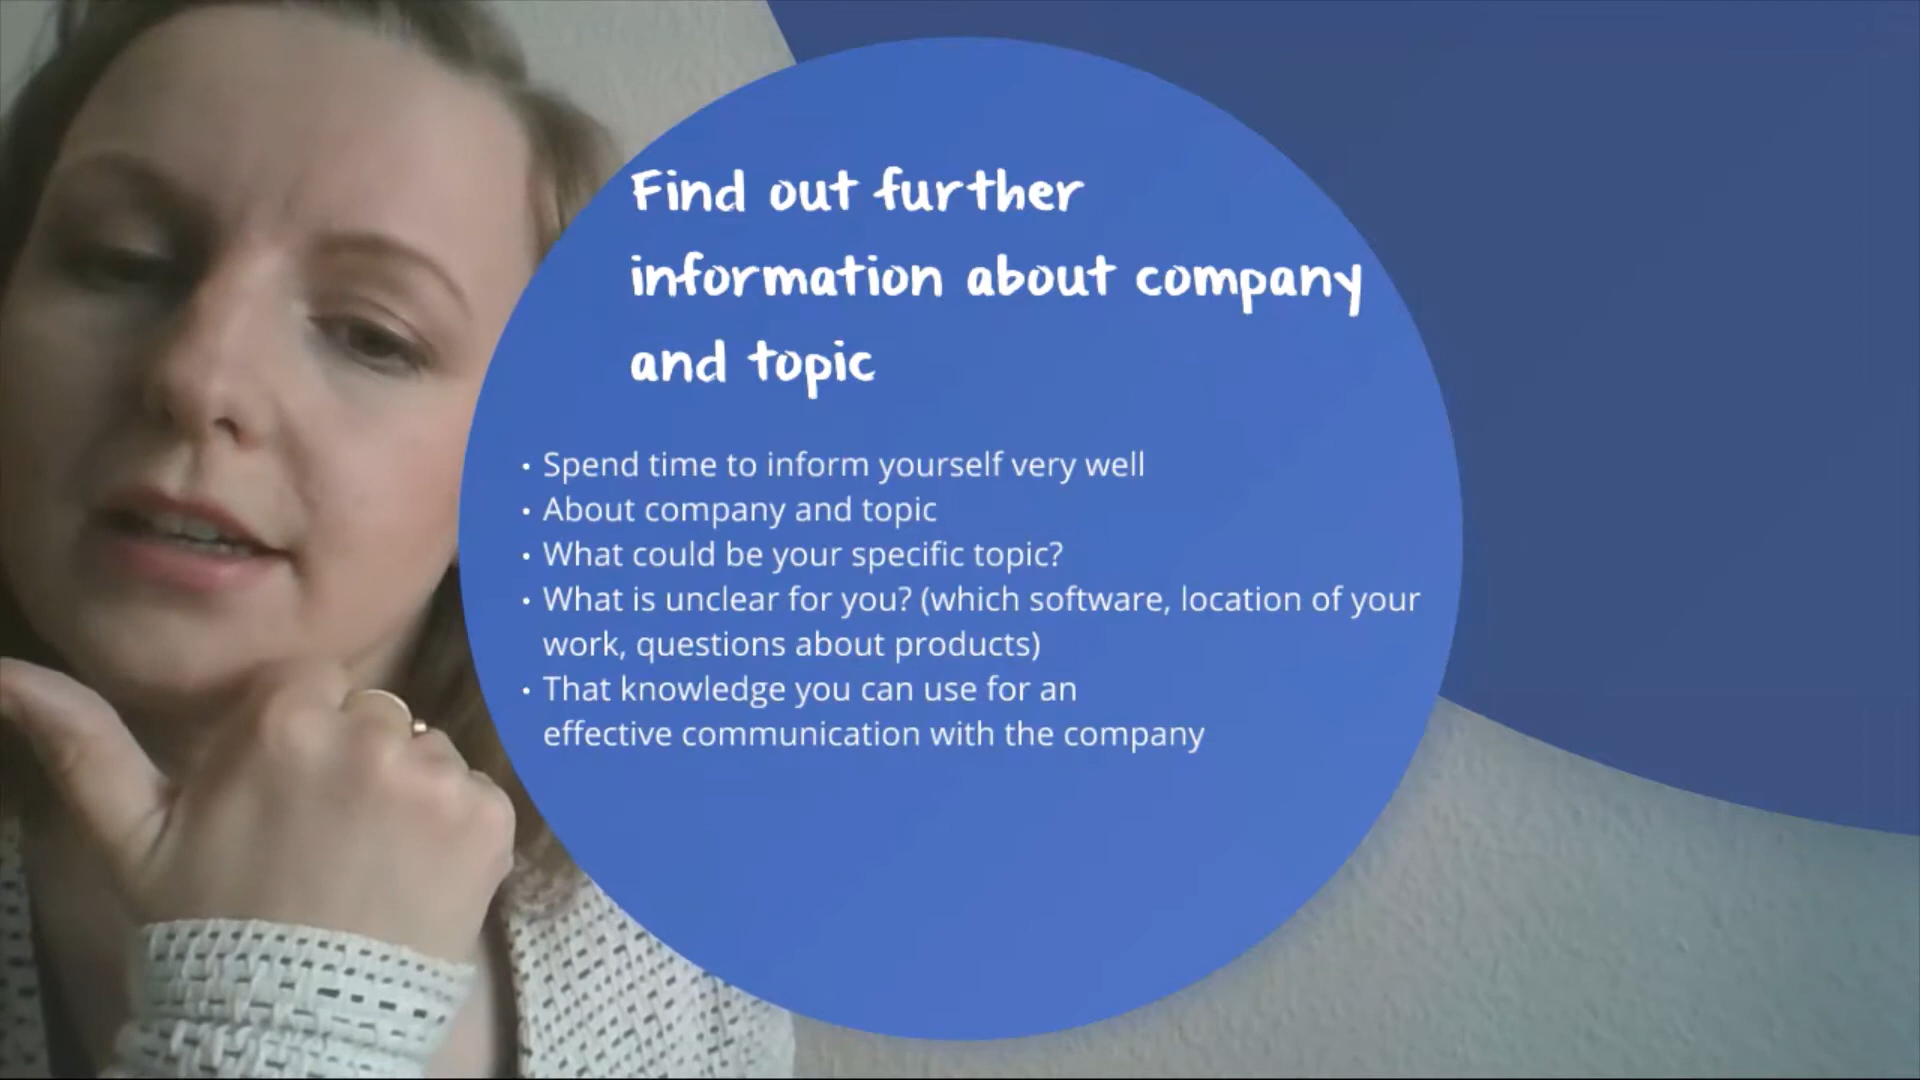 Find out further
information about company
and topic
• Spend time to inform yourself very well
• About company and topic
• What could be your specific topic?
• What is unclear for you? (which software, location of your
work, questions about products)
• That knowledge you can use for an
effective communication with the company